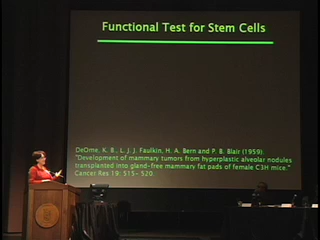 Functional Test for Stem Cells
DeOme, K. B., L. J. J. Faulkin, H. A. Bern and P. B. Blair (1959).
"Development of mammary tumors from hyperplastic alveolar nodules
transplanted into gland-free mammary fat pads of female C3H mice."
Cancer Res 19: 515- 520.